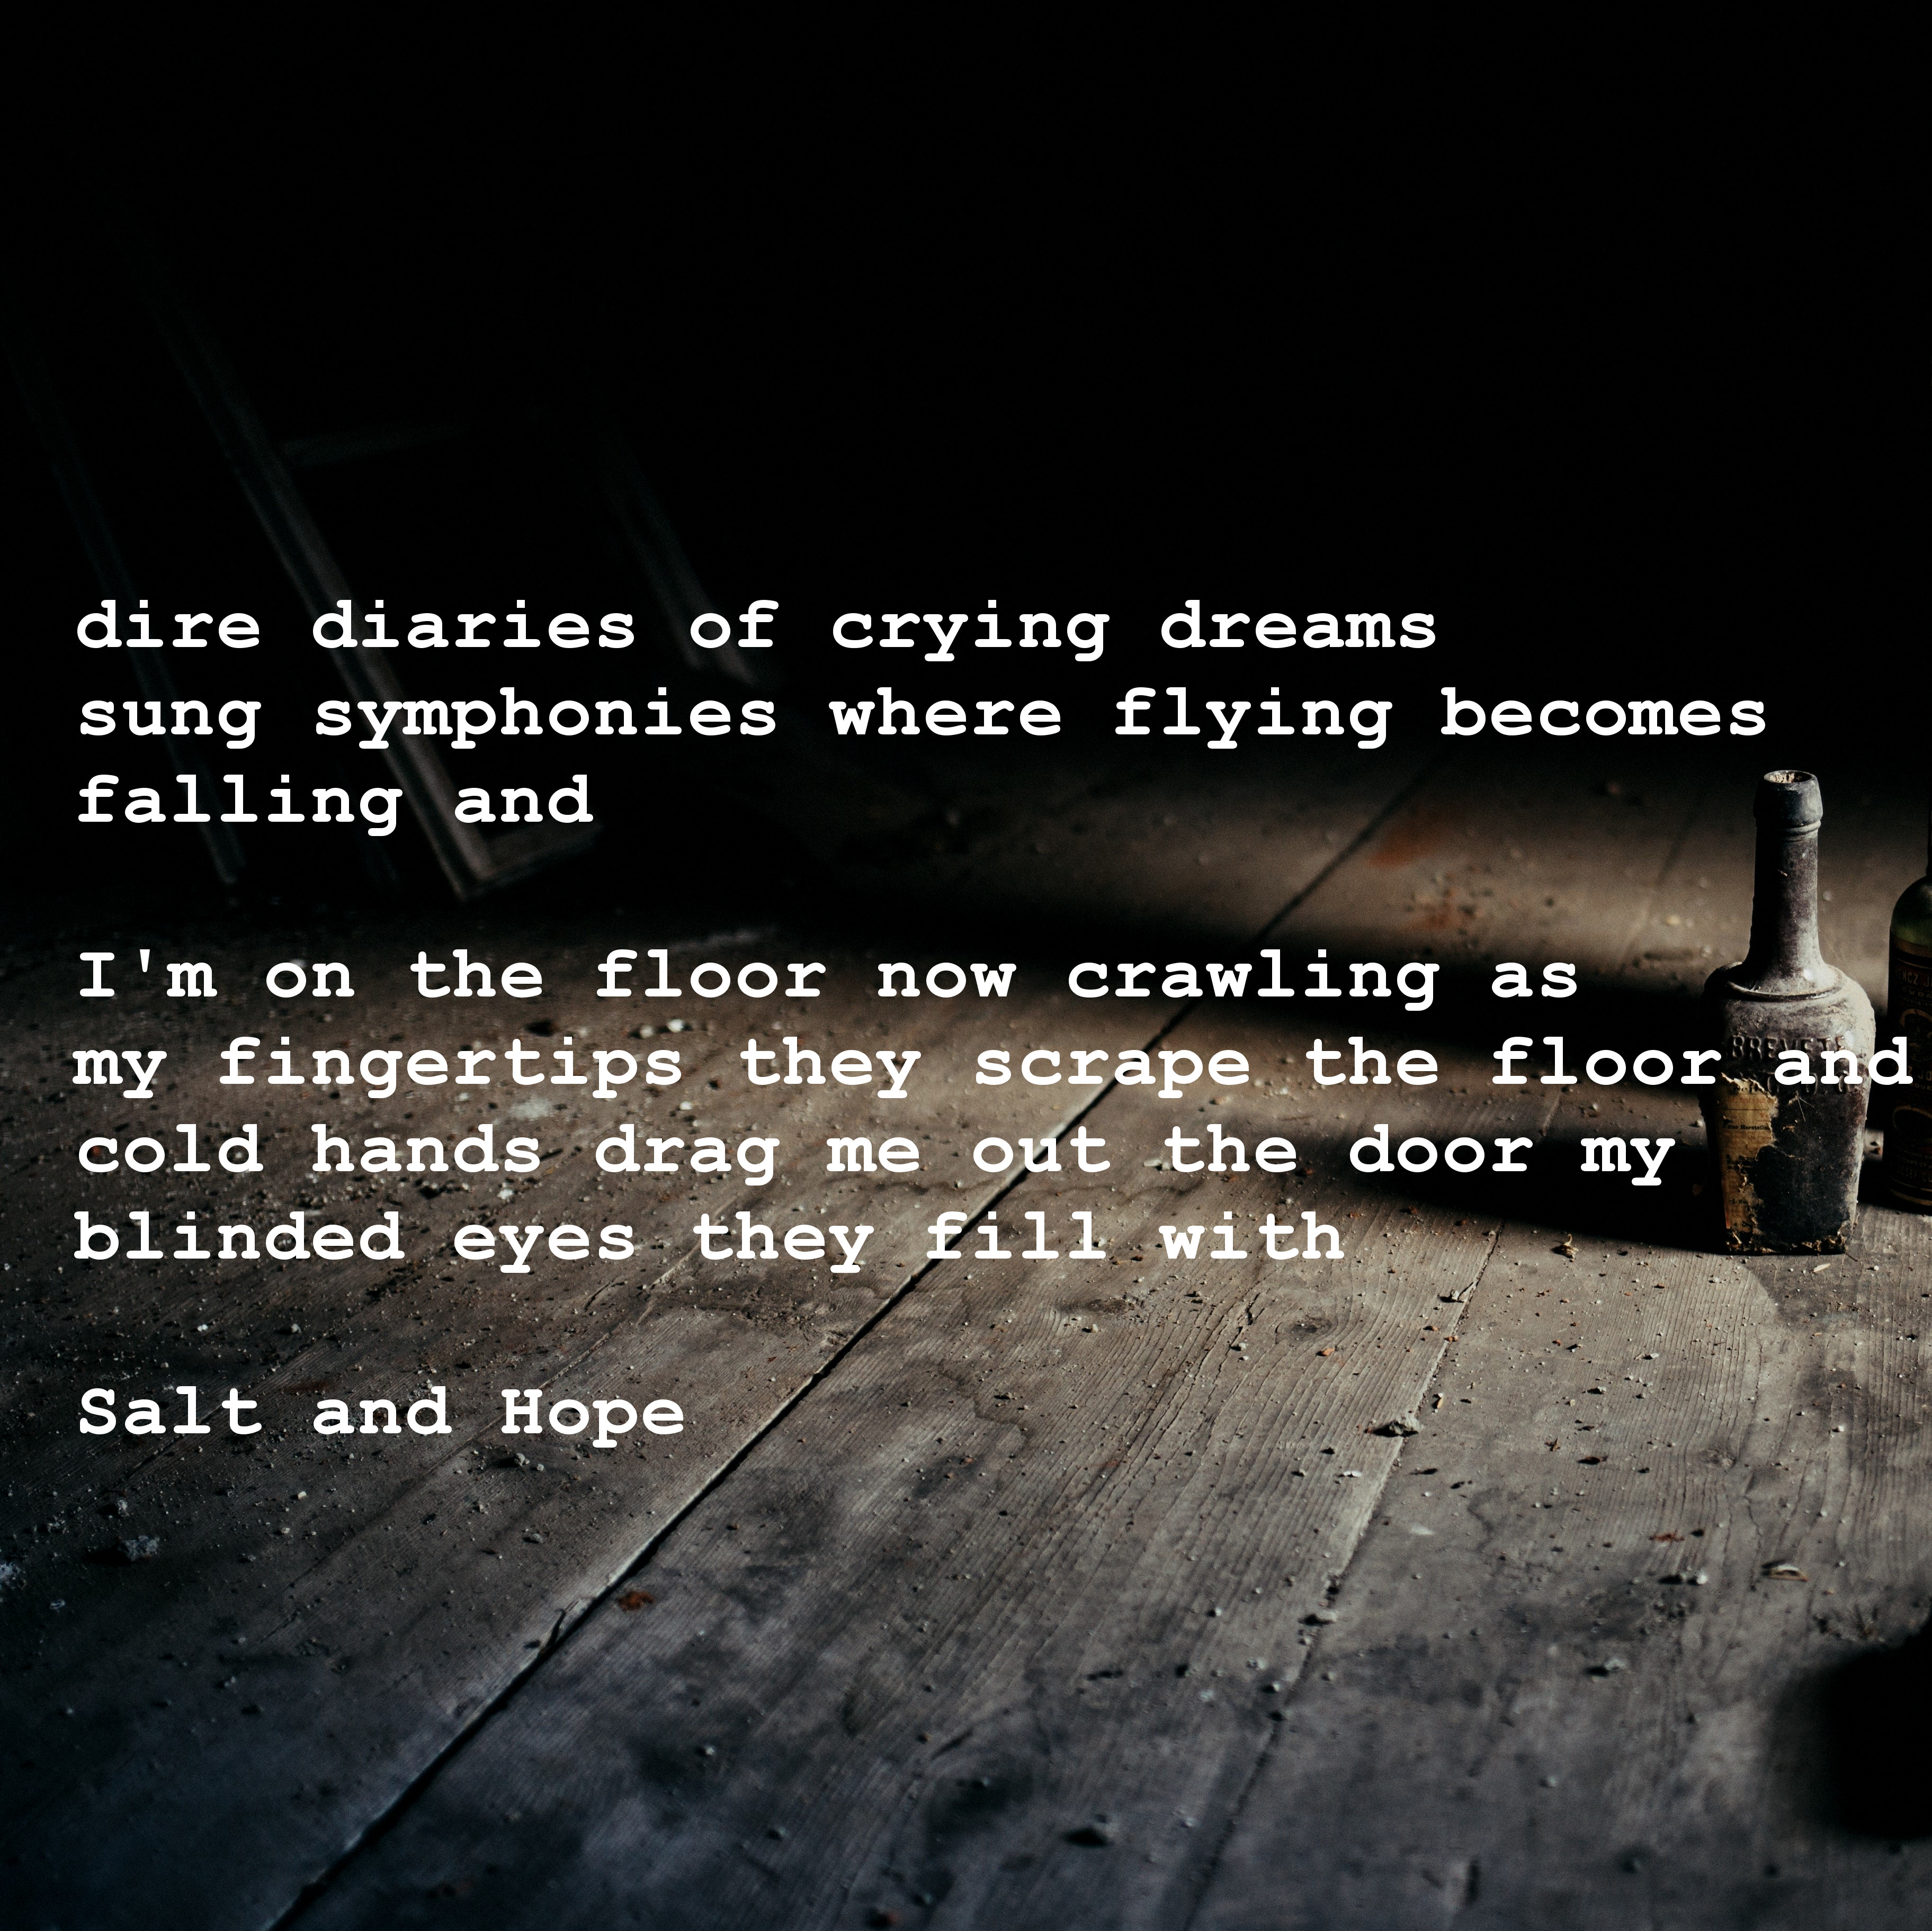 dire diaries of crying dreams
sung symphonies where flying becomes
falling and
I'm on the floor now crawling as
my fingertips they scrape the floor and
cold hands drag me out the door my
blinded eyes they fill with
Salt and Hope
BREVET